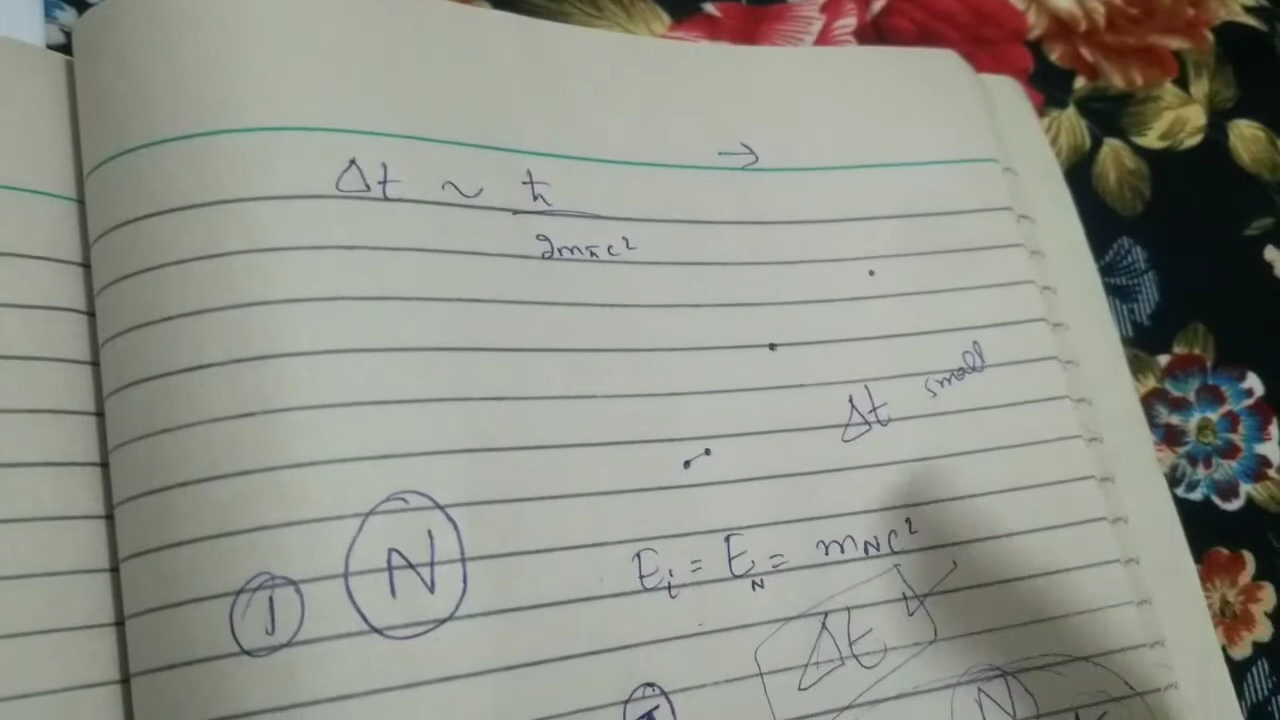 →
Δt ~ ħ
2mπc²
Δt small
N
Ei = EN = mNc²
I
Δt
N
I